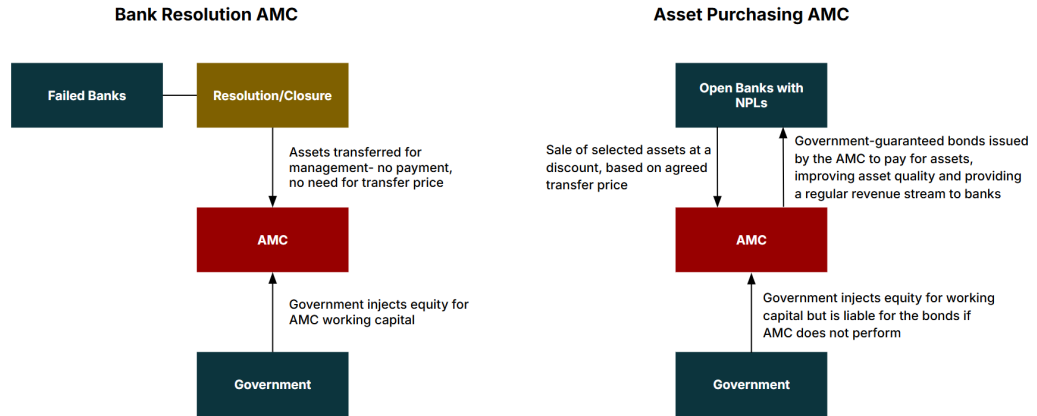 Bank Resolution AMC
Failed Banks
Resolution/Closure
Assets transferred for
management- no payment,
no need for transfer price
AMC
Government injects equity for
AMC working capital
Government
Asset Purchasing AMC
Open Banks with
NPLs
Sale of selected assets at a
discount, based on agreed
transfer price
Government-guaranteed bonds issued
by the AMC to pay for assets,
improving asset quality and providing
a regular revenue stream to banks
AMC
Government injects equity for working
capital but is liable for the bonds if
AMC does not perform
Government